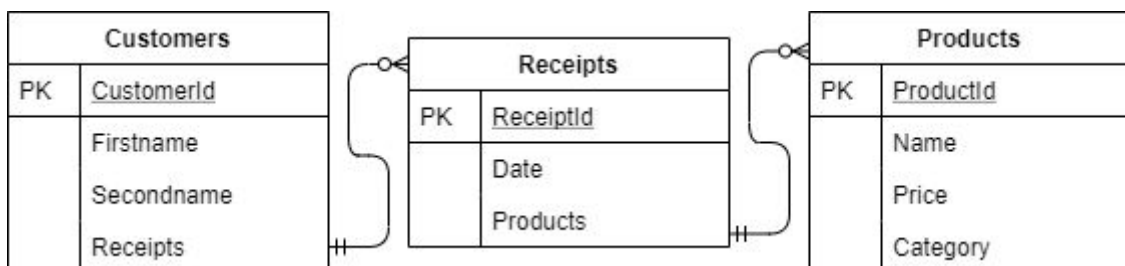 Customers
PK CustomerId
Firstname
Secondname
Receipts
Receipts
PK ReceiptId
Date
Products
Products
PK ProductId
Name
Price
Category